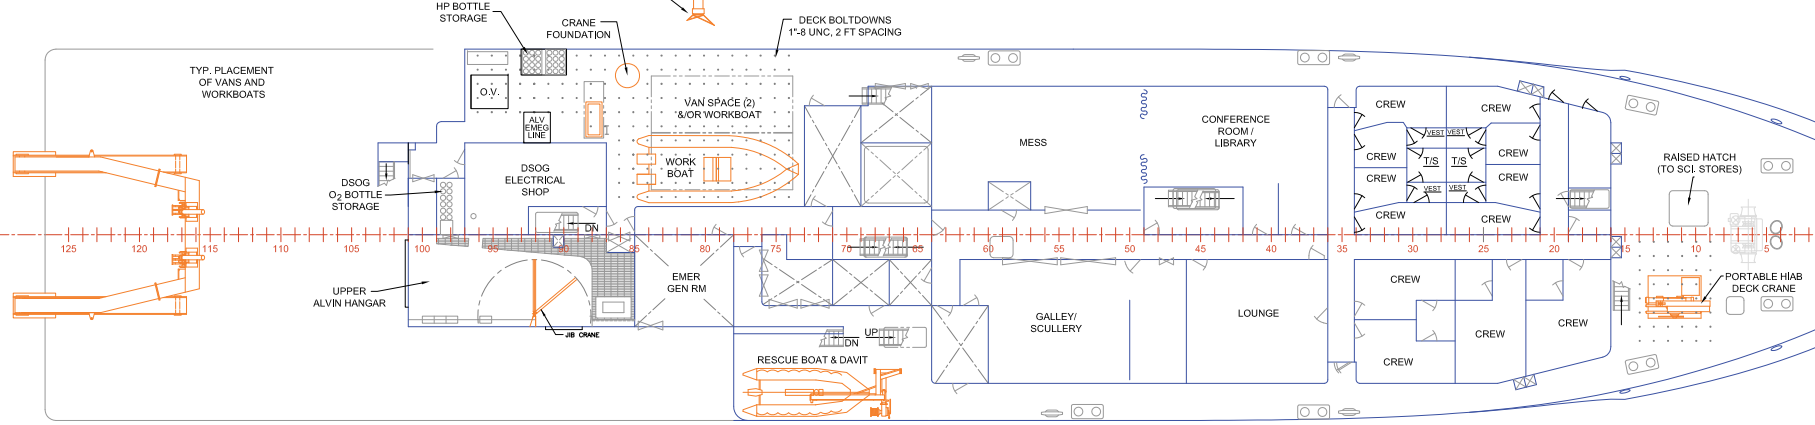 HP BOTTLE
STORAGE
CRANE
FOUNDATION
DECK BOLTDOWNS
1"-8 UNC, 2 FT SPACING
TYP. PLACEMENT
OF VANS AND
WORKBOATS
O.V.
ALV
EMEG
LINE
VAN SPACE (2)
&/OR WORKBOAT
WORK
BOAT
DSOG
ELECTRICAL
SHOP
DSOG
O2 BOTTLE
STORAGE
DN
MESS
CONFERENCE
ROOM /
LIBRARY
CREW
CREW
VEST
VEST
CREW
T/S
T/S
CREW
CREW
CREW
VEST
VEST
CREW
CREW
RAISED HATCH
(TO SCI. STORES)
125
120
115
110
105
100
95
90
85
80
75
70
65
60
55
50
45
40
35
30
25
20
15
10
5
UPPER
ALVIN HANGAR
EMER
GEN RM
JIB CRANE
UP
DN
RESCUE BOAT & DAVIT
GALLEY/
SCULLERY
LOUNGE
CREW
CREW
CREW
CREW
PORTABLE HIAB
DECK CRANE